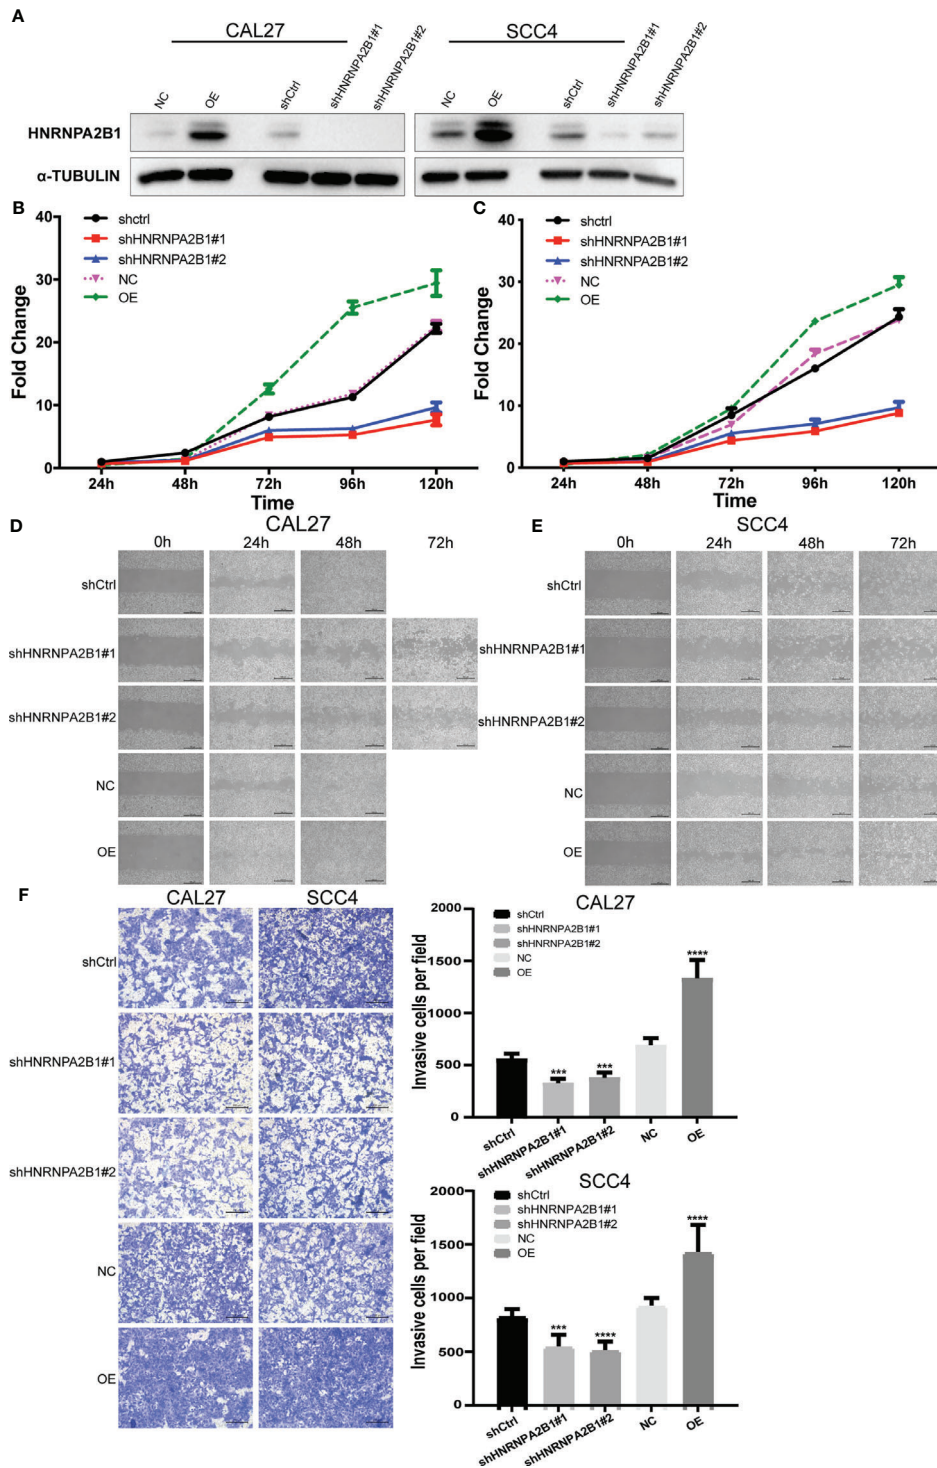 A
CAL27
SCC4
NC
OE
shCtrl
shHNRNPA2B1#1
shHNRNPA2B1#2
NC
OE
shCtrl
shHNRNPA2B1#1
shHNRNPA2B1#2
HNRNPA2B1
α-TUBULIN
B
40
30
20
10
0
Fold Change
shctrl
shHNRNPA2B1#1
shHNRNPA2B1#2
NC
OE
24h 48h 72h 96h 120h
Time
C
40
30
20
10
0
Fold Change
shctrl
shHNRNPA2B1#1
shHNRNPA2B1#2
NC
OE
24h 48h 72h 96h 120h
Time
D
CAL27
0h 24h 48h 72h
shCtrl
shHNRNPA2B1#1
shHNRNPA2B1#2
NC
OE
E
SCC4
0h 24h 48h 72h
shCtrl
shHNRNPA2B1#1
shHNRNPA2B1#2
NC
OE
F
CAL27 SCC4
shCtrl
shHNRNPA2B1#1
shHNRNPA2B1#2
NC
OE
CAL27
2000
1500
1000
500
0
Invasive cells per field
shCtrl
shHNRNPA2B1#1
shHNRNPA2B1#2
NC
OE
*** *** ****
shCtrl
shHNRNPA2B1#1
shHNRNPA2B1#2
NC
OE
SCC4
2000
1500
1000
500
0
Invasive cells per field
shCtrl
shHNRNPA2B1#1
shHNRNPA2B1#2
NC
OE
*** **** ****
shCtrl
shHNRNPA2B1#1
shHNRNPA2B1#2
NC
OE